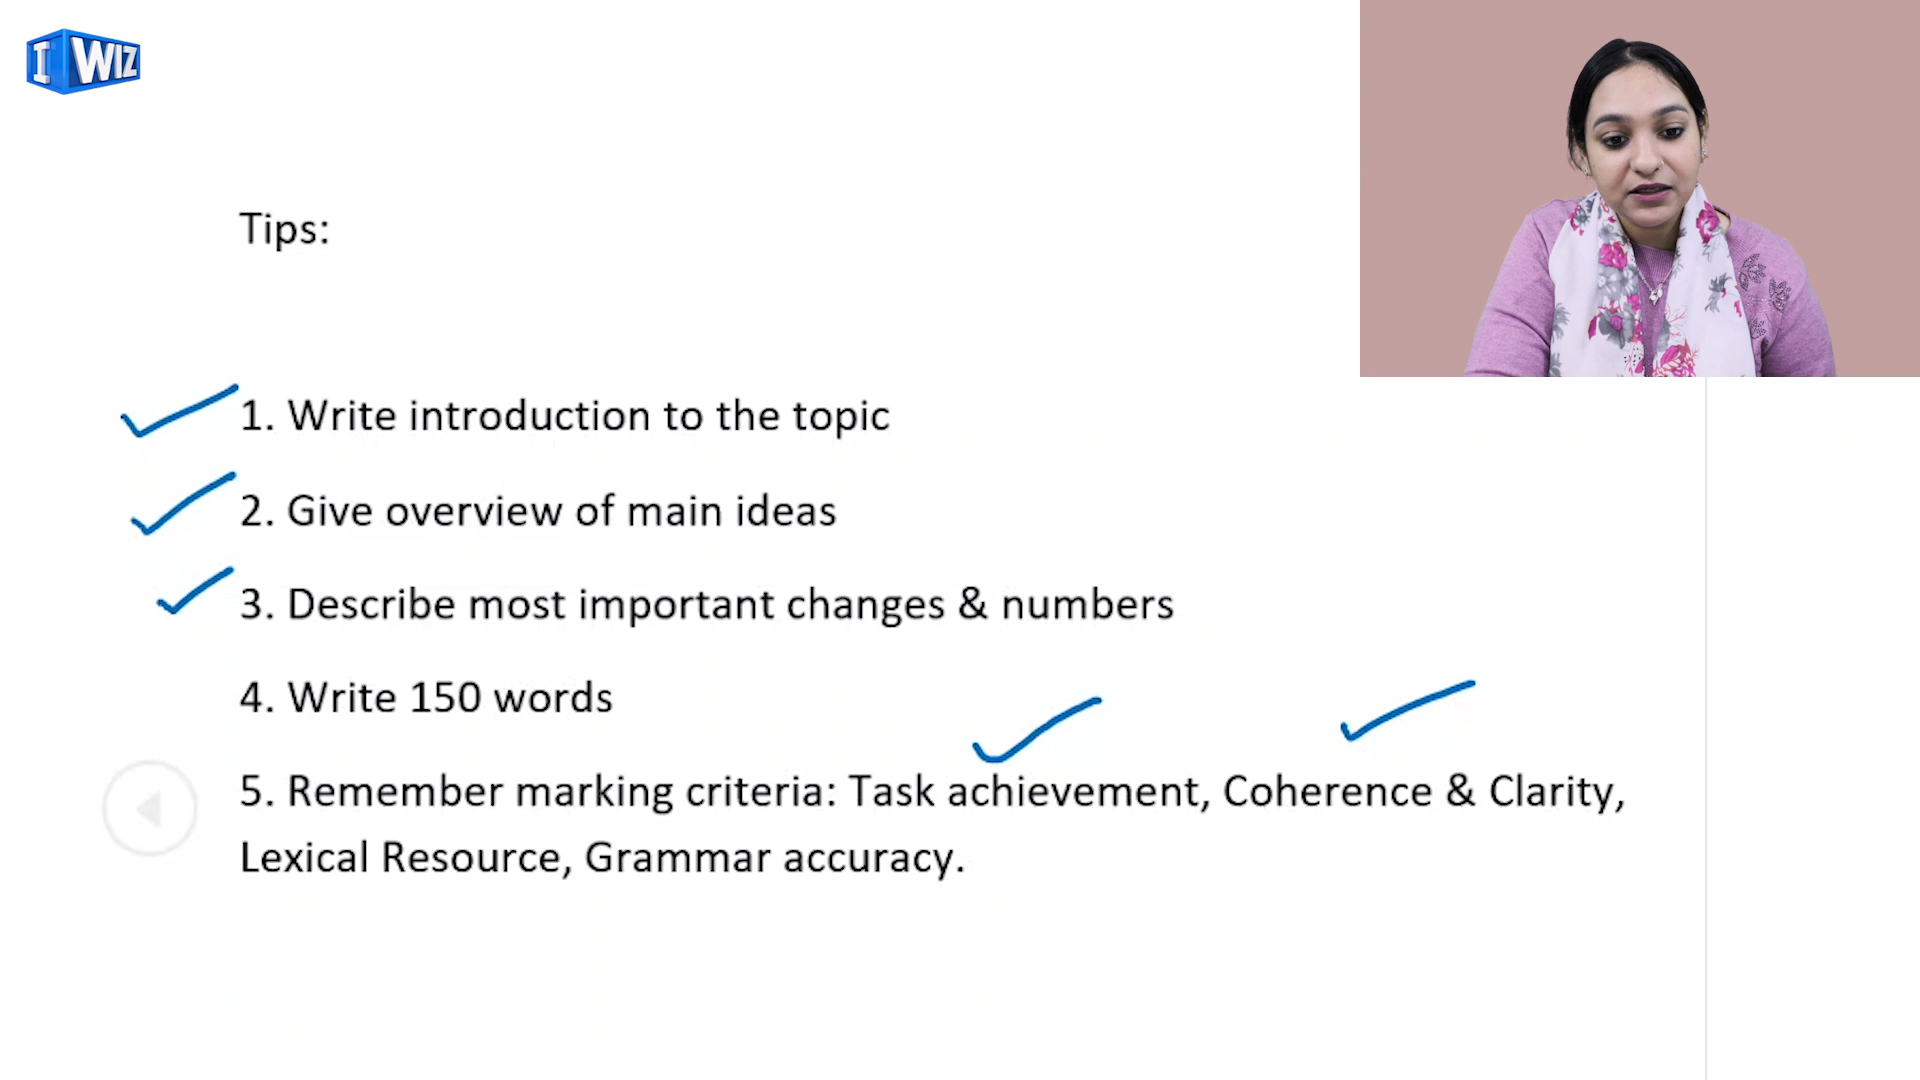 I WIZ
Tips:
1. Write introduction to the topic
2. Give overview of main ideas
3. Describe most important changes & numbers
4. Write 150 words
5. Remember marking criteria: Task achievement, Coherence & Clarity,
Lexical Resource, Grammar accuracy.